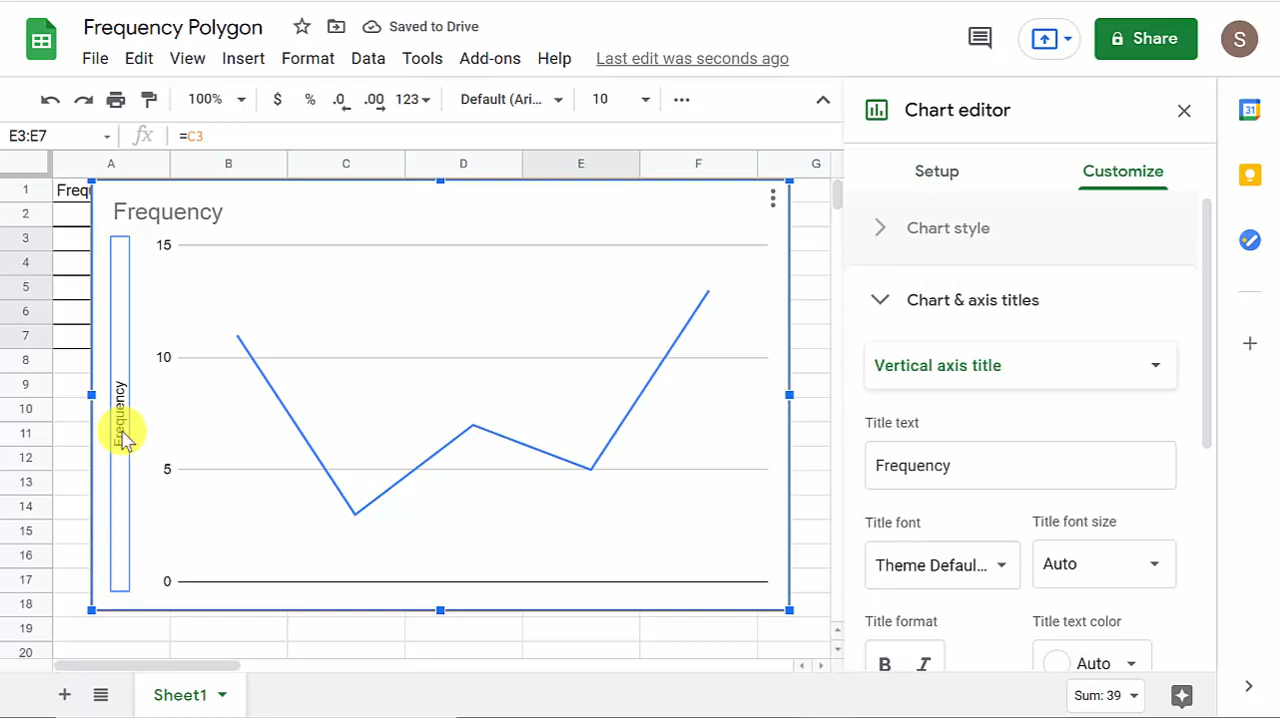 Frequency Polygon
Saved to Drive
File Edit View Insert Format Data Tools Add-ons Help Last edit was seconds ago
Share
S
100% $ % .0 .00 123 Default (Ari... 10
E3:E7 fx =C3
A B C D E F G
1 Freq
2
3
4
5
6
7
8
9
10
11
12
13
14
15
16
17
18
19
20
Frequency
15
10
5
0
Frequency
Chart editor
Setup Customize
Chart style
Chart & axis titles
Vertical axis title
Title text
Frequency
Title font Title font size
Theme Defaul... Auto
Title format Title text color
B I Auto
31
Sheet1
Sum: 39